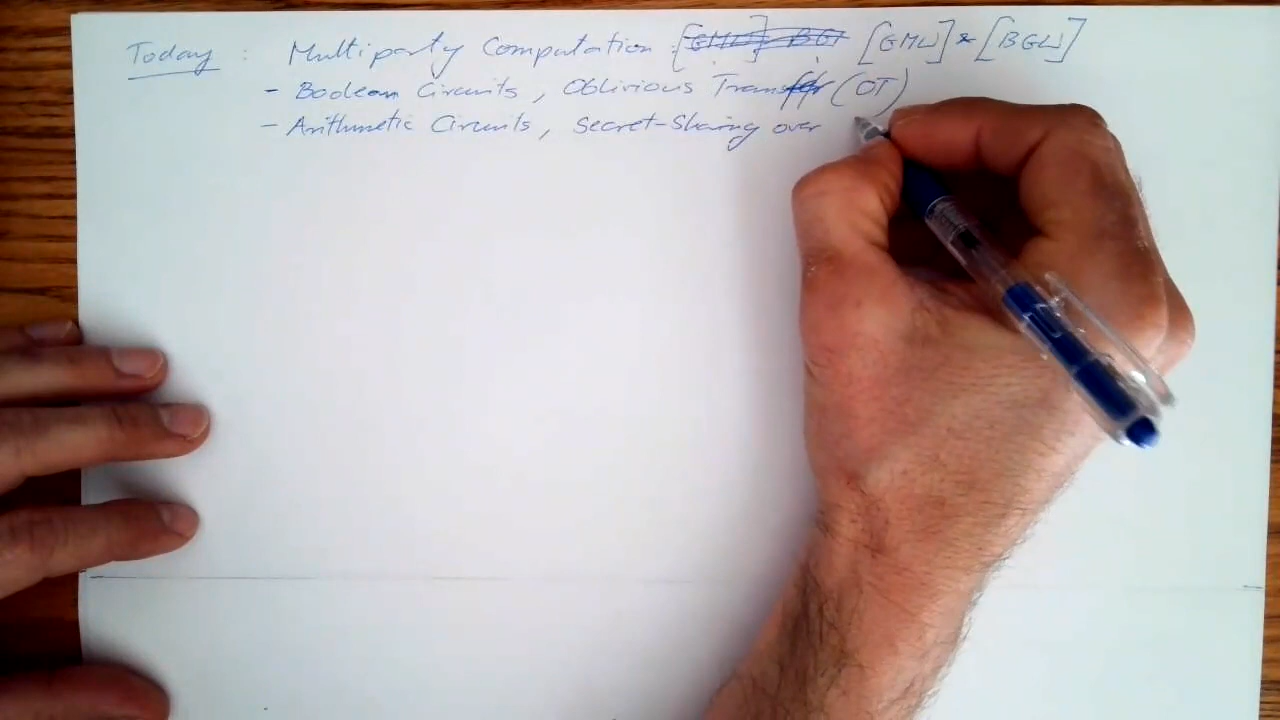 Today : Multiparty Computation : [GMW] & [BGW]
- Boolean Circuits, Oblivious Transfer (OT)
- Arithmetic Circuits, Secret-Sharing over